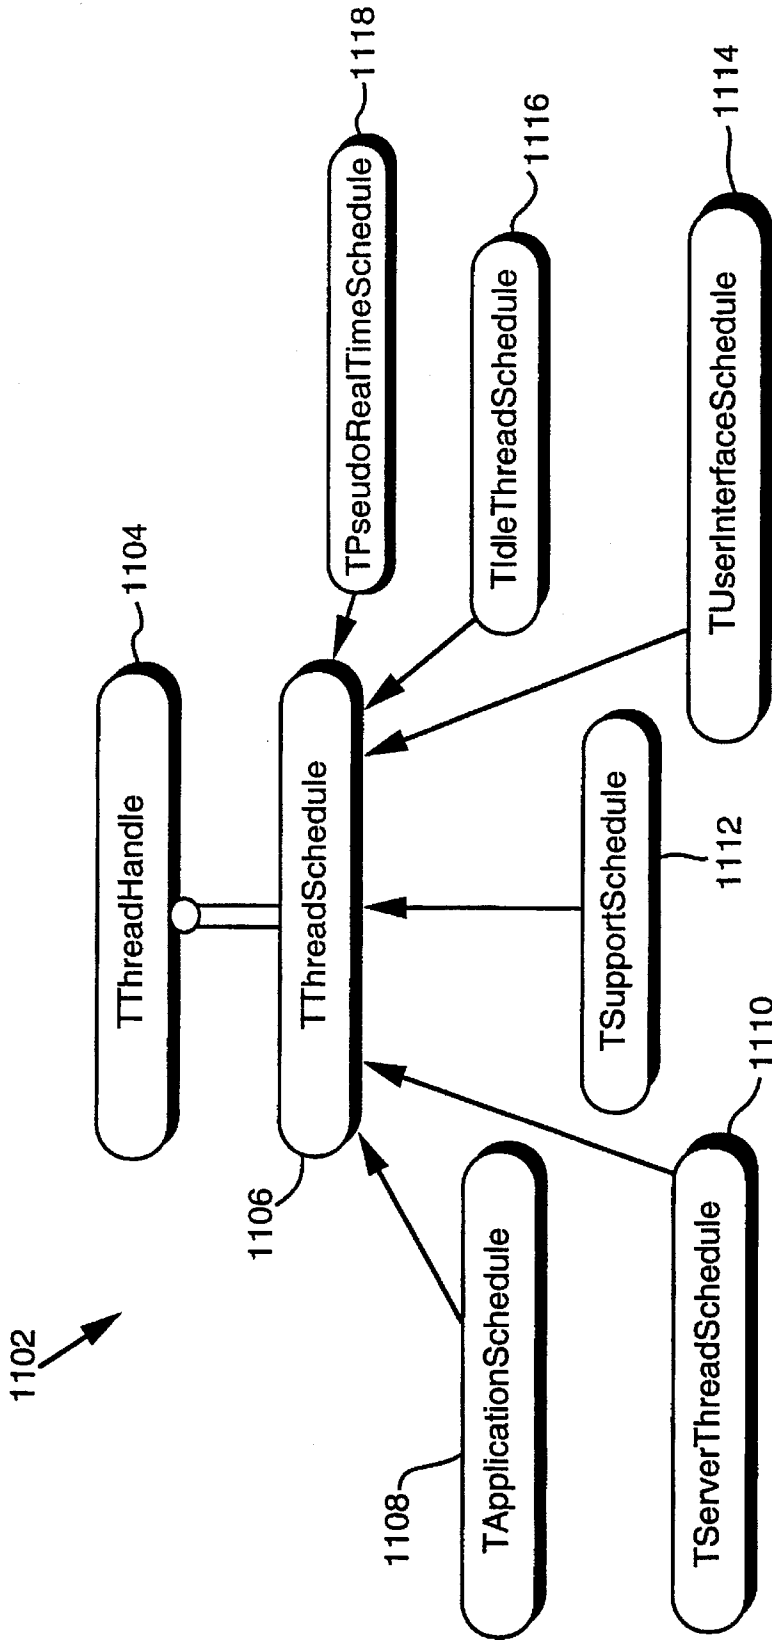 1102
TThreadHandle
1104
1106
TThreadSchedule
TPseudoRealTimeSchedule
1118
1108
TApplicationSchedule
TIdleThreadSchedule
1116
TSupportSchedule
1112
TServerThreadSchedule
1110
TUserInterfaceSchedule
1114